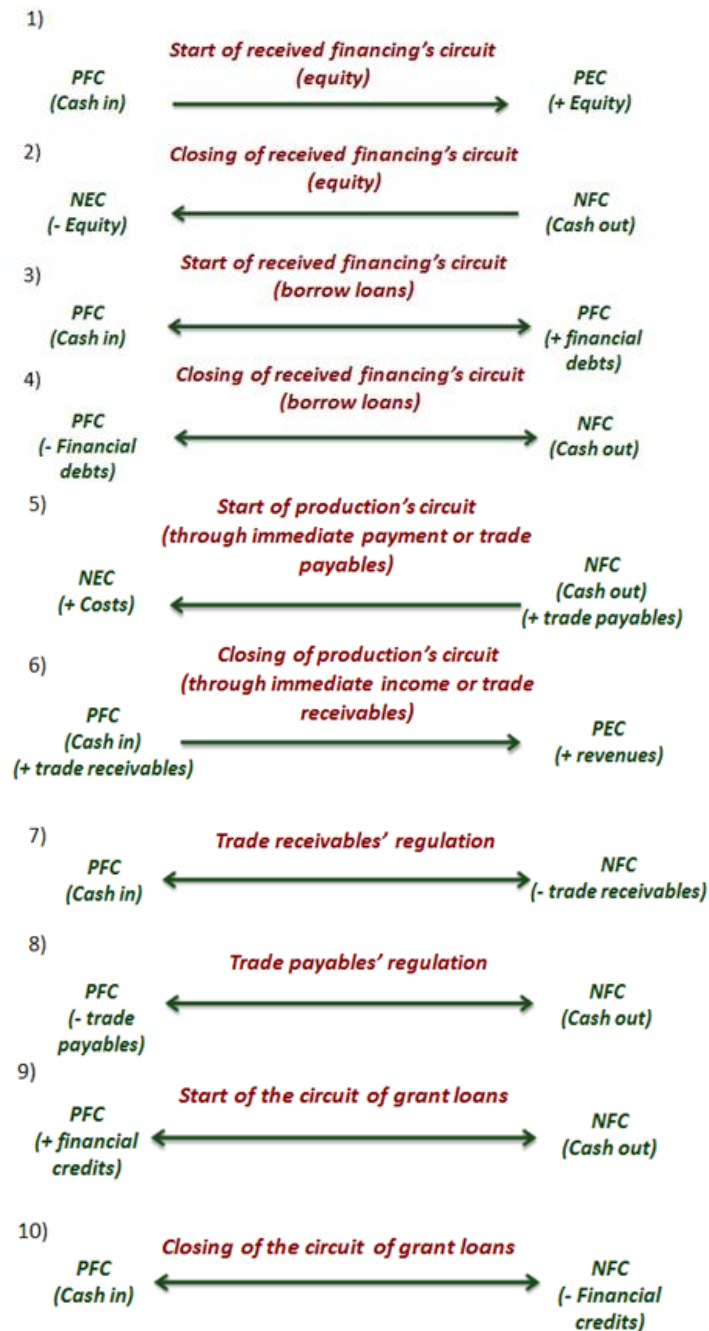 1)
Start of received financing's circuit
(equity)
PFC
(Cash in)
PEC
(+ Equity)
2)
Closing of received financing's circuit
(equity)
NEC
(- Equity)
NFC
(Cash out)
3)
Start of received financing's circuit
(borrow loans)
PFC
(Cash in)
PFC
(+ financial
debts)
4)
Closing of received financing's circuit
(borrow loans)
PFC
(- Financial
debts)
NFC
(Cash out)
5)
Start of production's circuit
(through immediate payment or trade
payables)
NEC
(+ Costs)
NFC
(Cash out)
(+ trade payables)
6)
Closing of production's circuit
(through immediate income or trade
receivables)
PFC
(Cash in)
(+ trade receivables)
PEC
(+ revenues)
7)
Trade receivables' regulation
PFC
(Cash in)
NFC
(- trade receivables)
8)
Trade payables' regulation
PFC
(- trade
payables)
NFC
(Cash out)
9)
Start of the circuit of grant loans
PFC
(+ financial
credits)
NFC
(Cash out)
10)
Closing of the circuit of grant loans
PFC
(Cash in)
NFC
(- Financial
credits)